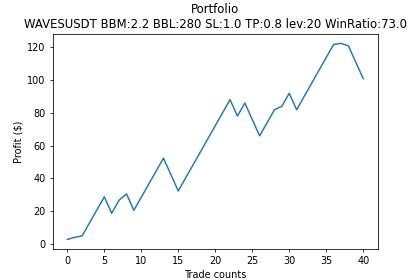 Portfolio
WAVESUSDT BBM:2.2 BBL:280 SL:1.0 TP:0.8 lev:20 WinRatio:73.0
120
100
80
60
40
20
0
Profit ($)
0 5 10 15 20 25 30 35 40
Trade counts